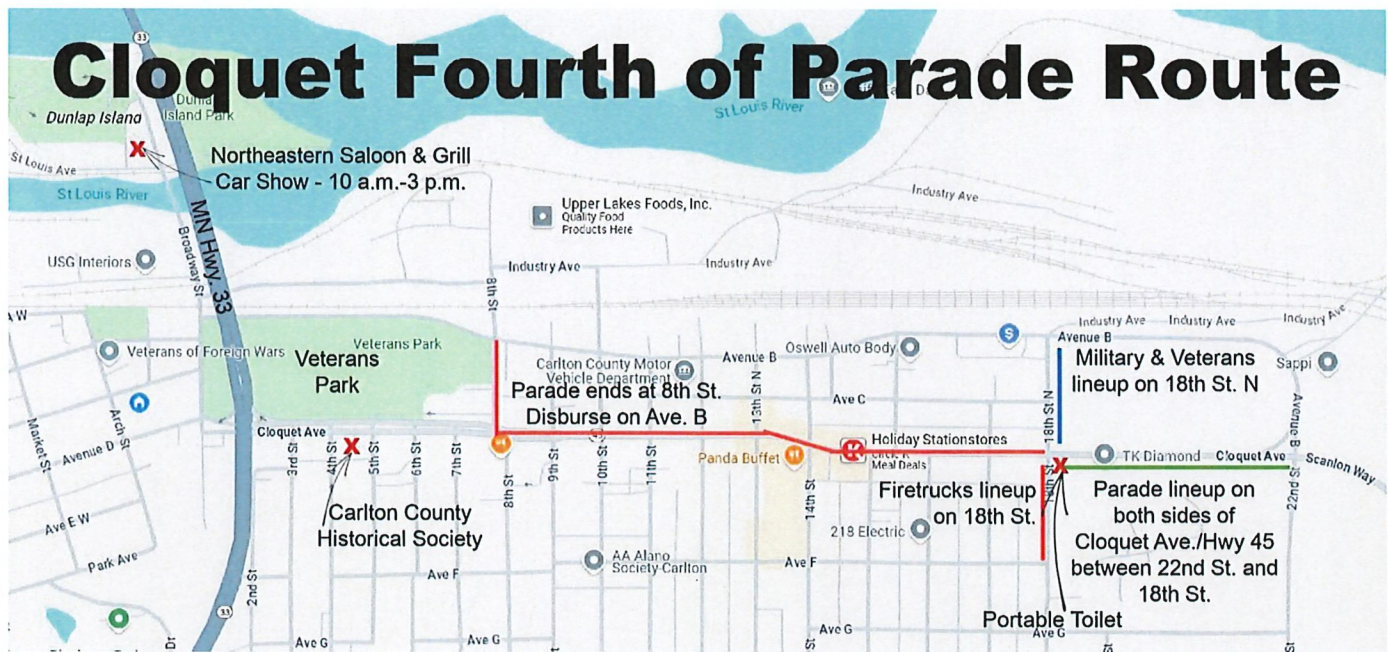 Cloquet Fourth of Parade Route
33
Dunlap Island
Island Park
St Louis River
St Louis Ave
Northeastern Saloon & Grill
Car Show - 10 a.m.-3 p.m.
St Louis River
MN Hwy. 33
Broadway St
USG Interiors
Upper Lakes Foods, Inc.
Quality Food
Products Here
Industry Ave
Industry Ave
Industry Ave
8th St N
Industry Ave
Industry Ave
Industry Ave
Veterans of Foreign Wars
Veterans Park
Veterans
Park
Carlton County Motor
Vehicle Department
Avenue B
Oswell Auto Body
S
Avenue B
Military & Veterans
lineup on 18th St. N
Sappi
Parade ends at 8th St.
Disburse on Ave. B
13th St N
Ave C
18th St N
Avenue B
Market St
Arch St
Avenue D
Cloquet Ave
3rd St
4th St
5th St
6th St
7th St
8th St
9th St
10th St
11th St
Panda Buffet
14th St
Holiday Stationstores
Meal Deals
TK Diamond
Cloquet Ave
Scanlon Way
22nd St
Ave E W
Park Ave
Carlton County
Historical Society
Firetrucks lineup
on 18th St.
218 Electric
Parade lineup on
both sides of
Cloquet Ave./Hwy 45
between 22nd St. and
18th St.
AA Alano
Society-Carlton
2nd St
Ave F
Ave F
33
Portable Toilet
Ave G
Ave G
Ave G
Ave G